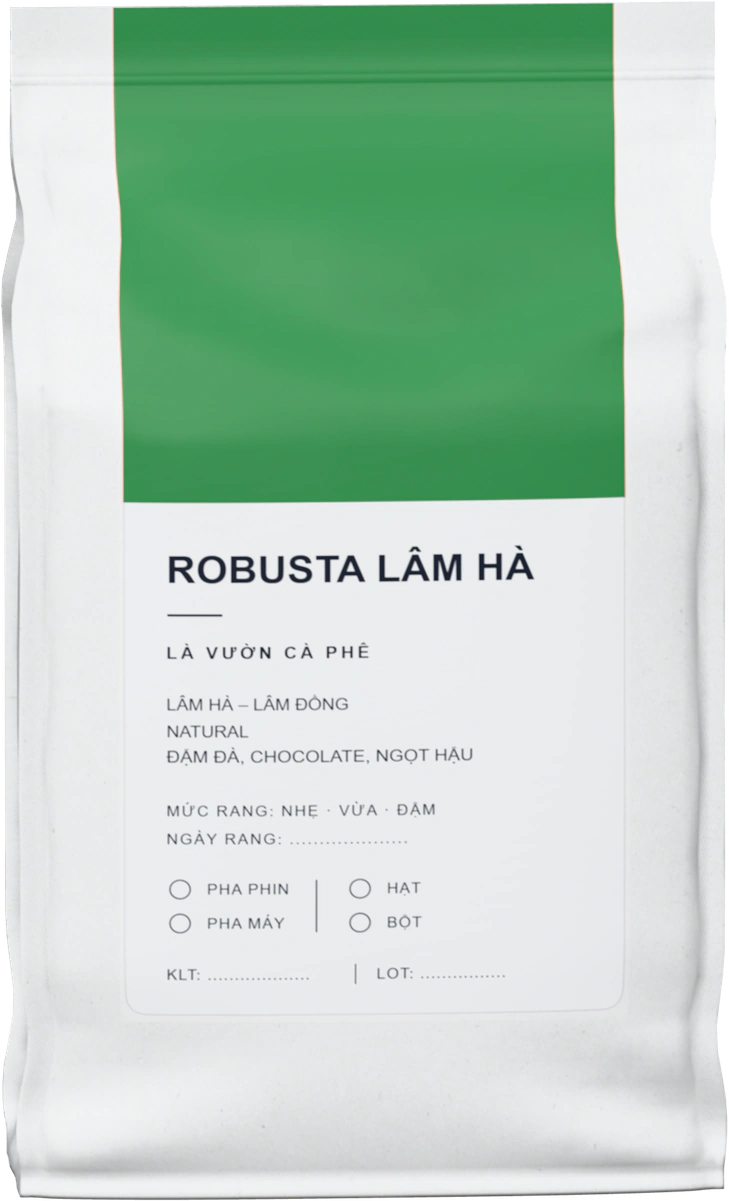 ROBUSTA LÂM HÀ
LÀ VƯỜN CÀ PHÊ
LÂM HÀ – LÂM ĐỒNG
NATURAL
ĐẬM ĐÀ, CHOCOLATE, NGỌT HẬU
MỨC RANG: NHẸ · VỪA · ĐẬM
NGÀY RANG: .....................
PHA PHIN | HẠT
PHA MÁY | BỘT
KLT: .................. | LOT: ...............